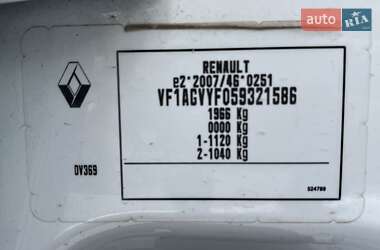 auto RIA
RENAULT
e2*2007/46*0251
VF1AGVYF059321586
1966 Kg
0000 Kg
1-1120 Kg
2-1040 Kg
DV369
524789